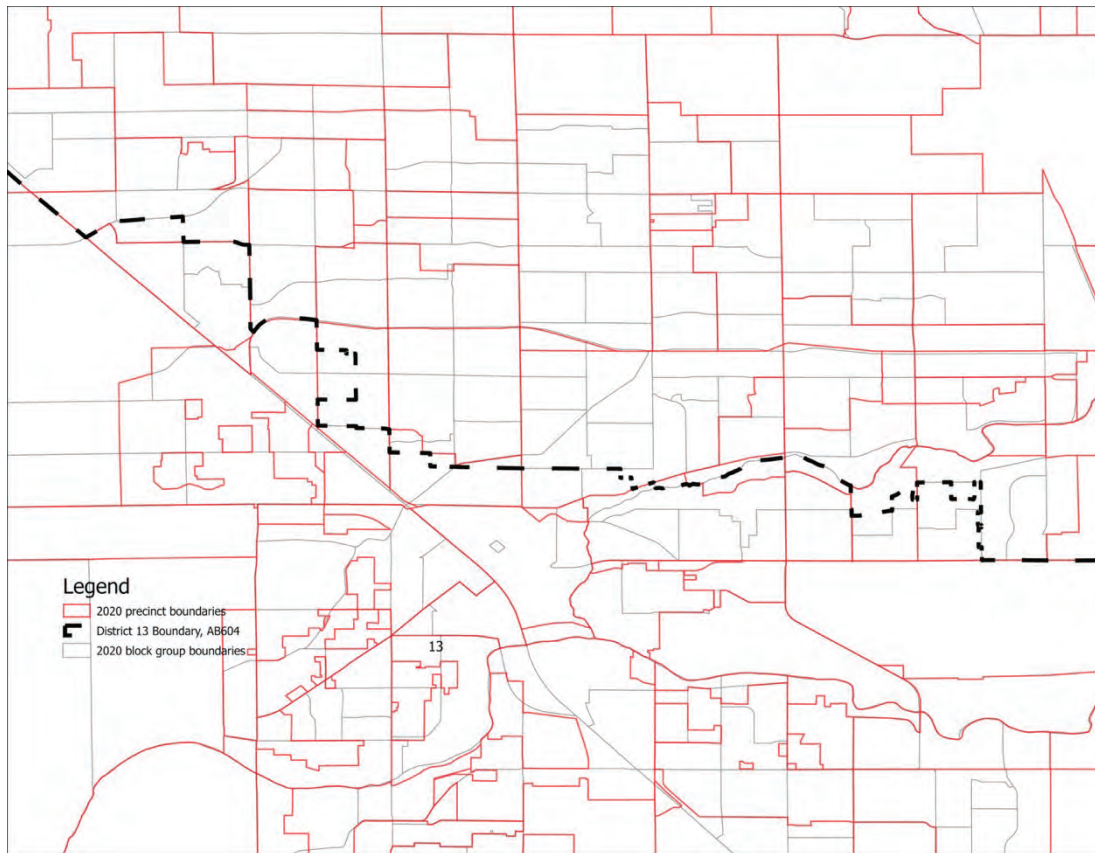 Legend
2020 precinct boundaries
District 13 Boundary, AB604
2020 block group boundaries
13